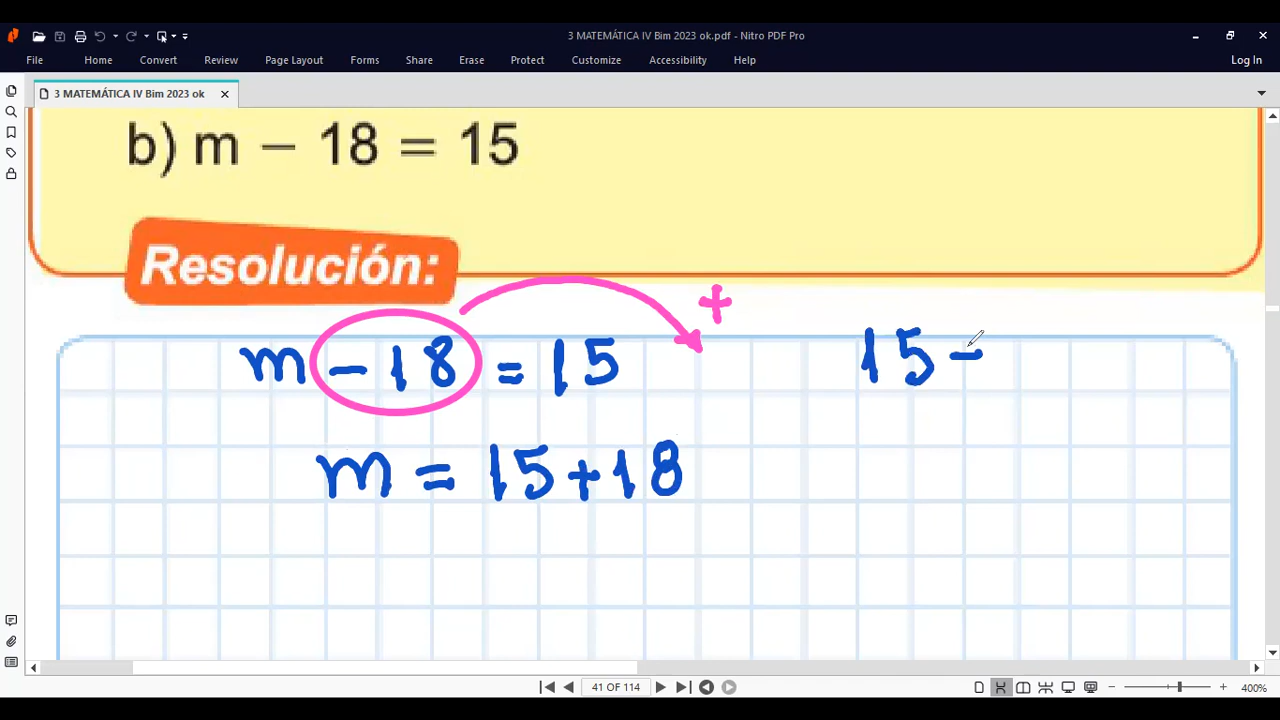 3 MATEMÁTICA IV Bim 2023 ok.pdf - Nitro PDF Pro
File Home Convert Review Page Layout Forms Share Erase Protect Customize Accessibility Help Log In
3 MATEMÁTICA IV Bim 2023 ok
b) m – 18 = 15
Resolución:
+
m – 18 = 15
15 –
m = 15 + 18
41 OF 114
400%